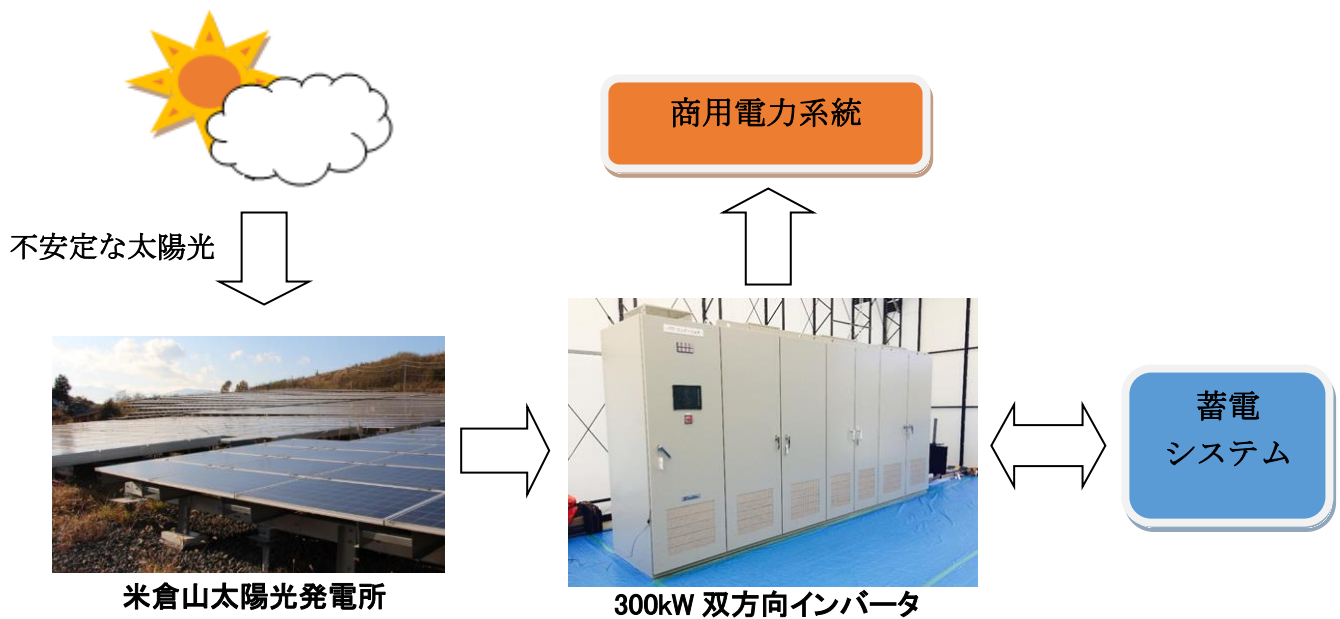 商用電力系統
不安定な太陽光
蓄電
システム
米倉山太陽光発電所
300kW 双方向インバータ